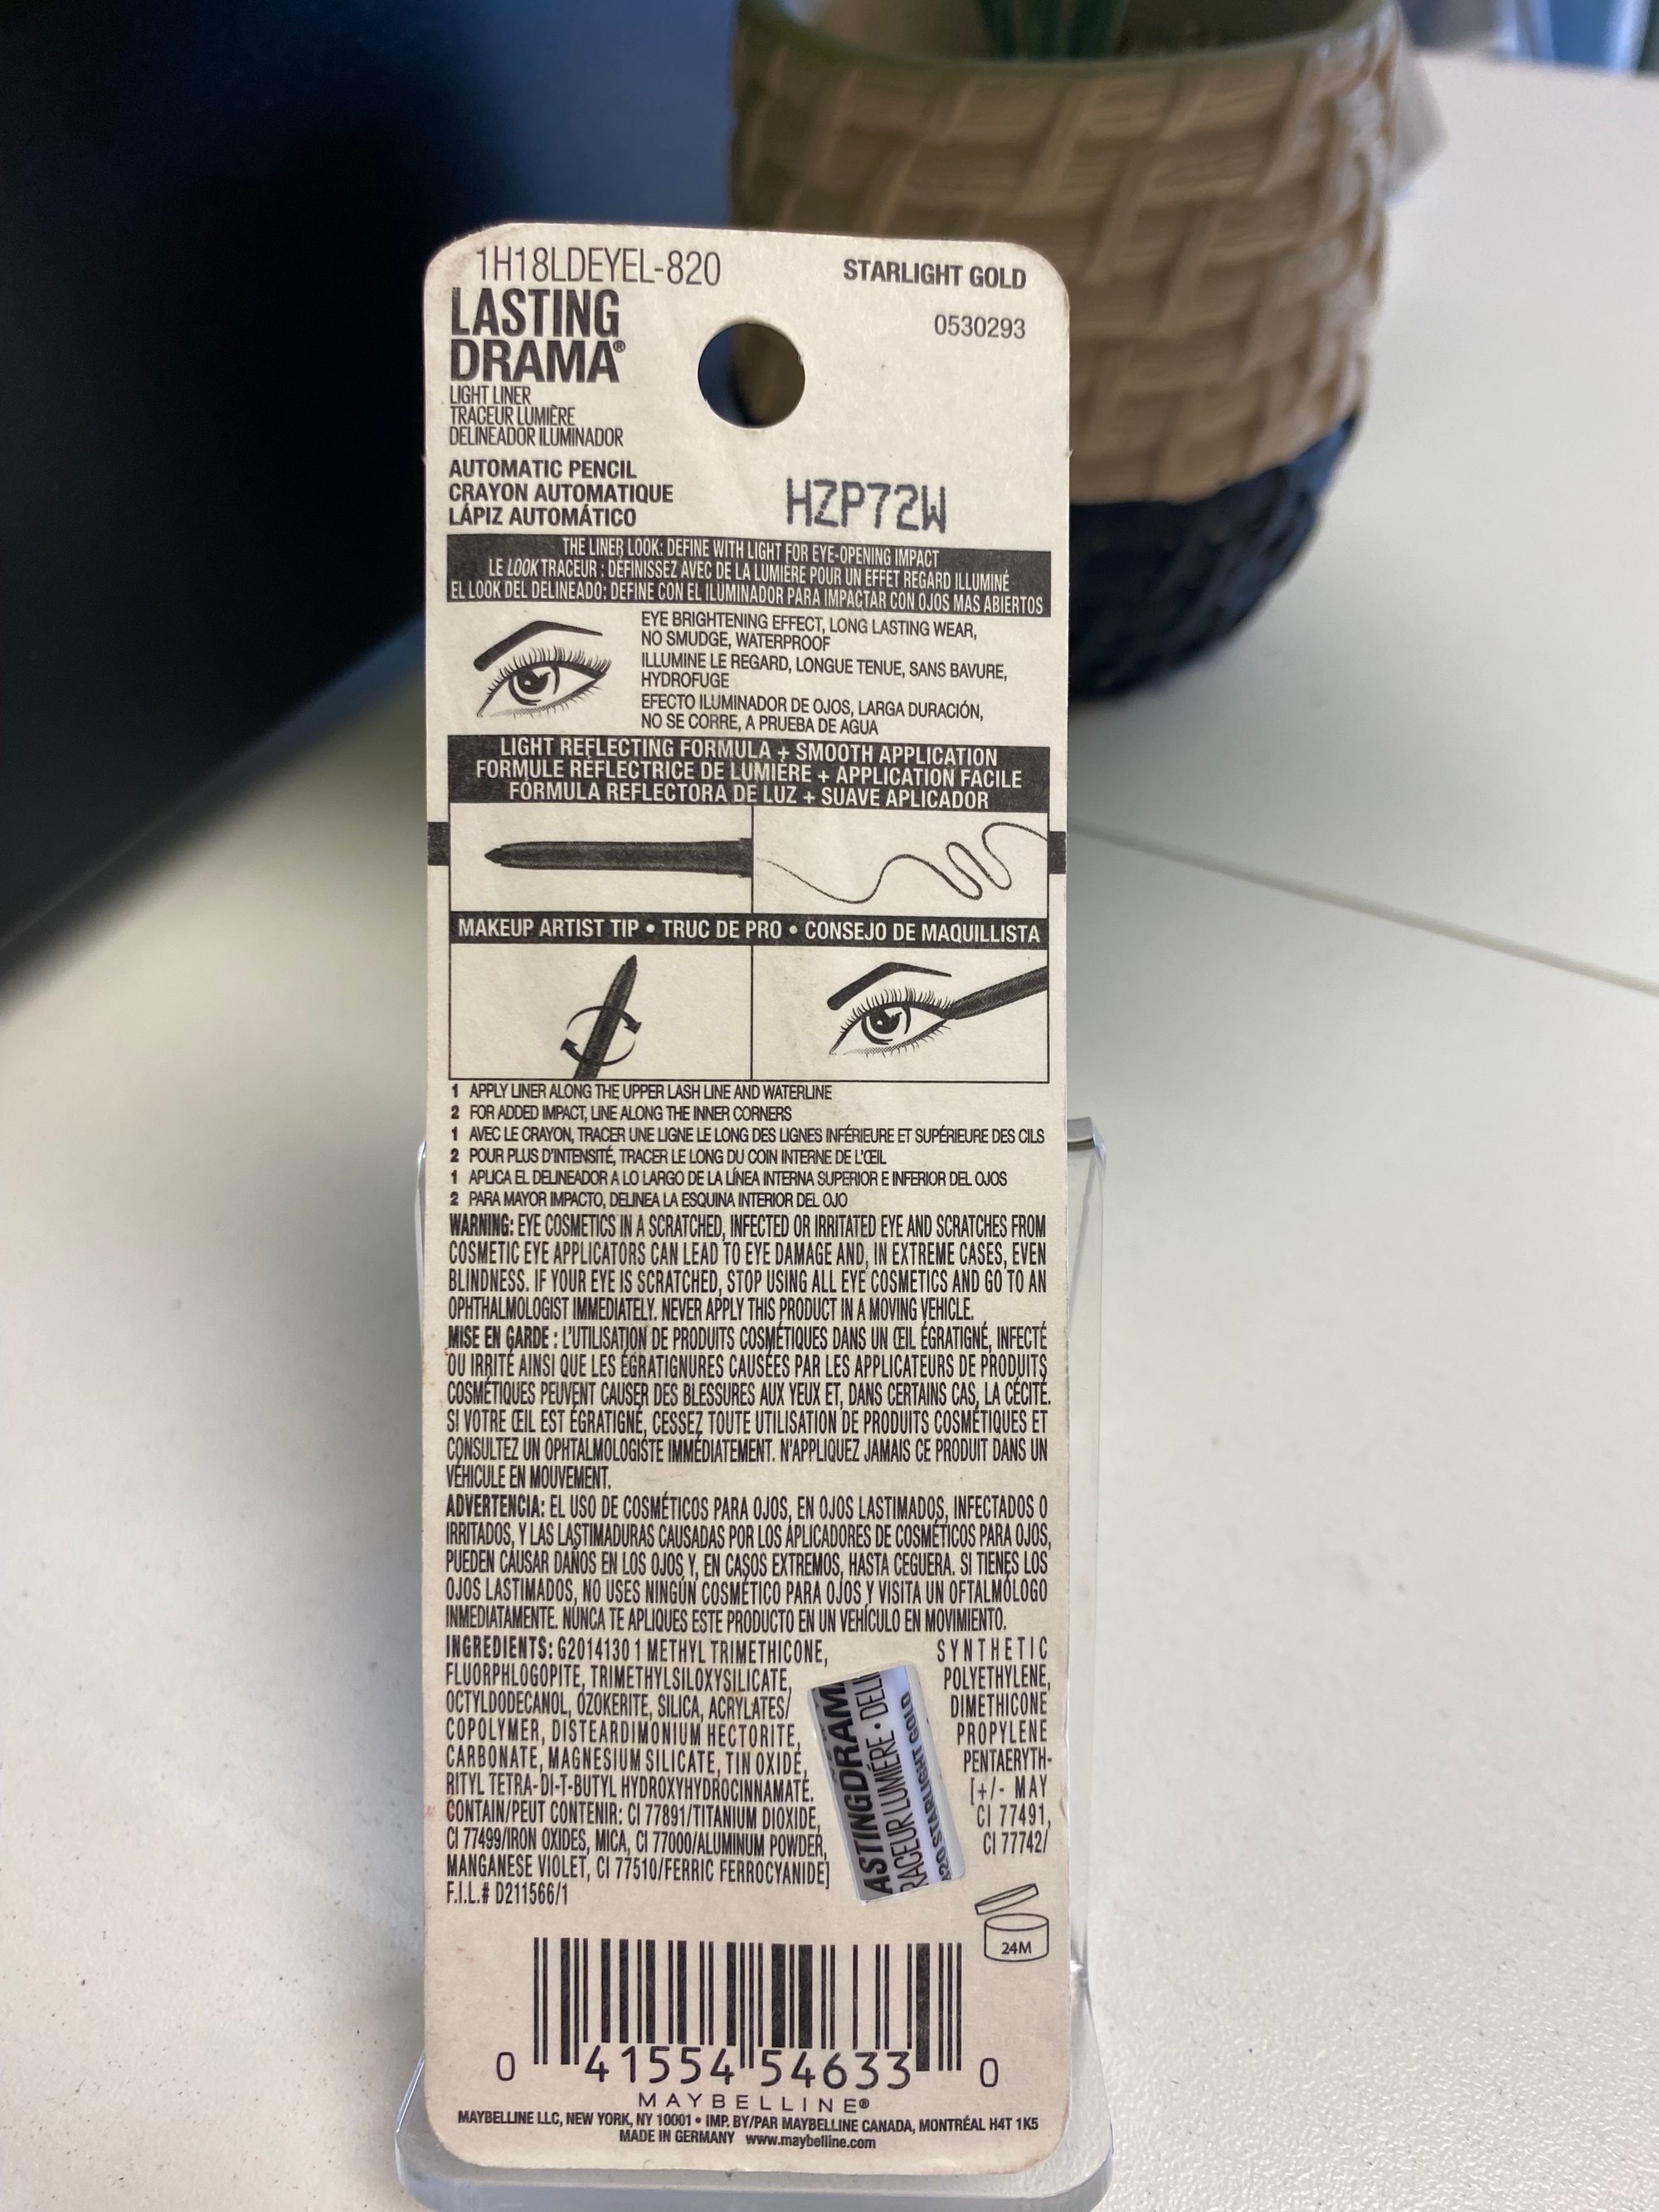 1H18LDEYEL-820
STARLIGHT GOLD
0530293
LASTING
DRAMA®
LIGHT LINER
TRACEUR LUMIÈRE
DELINEADOR ILUMINADOR
AUTOMATIC PENCIL
CRAYON AUTOMATIQUE
LÁPIZ AUTOMÁTICO
HZP72W
THE LINER LOOK: DEFINE WITH LIGHT FOR EYE-OPENING IMPACT
LE LOOK TRACEUR : DÉFINISSEZ AVEC DE LA LUMIÈRE POUR UN EFFET REGARD ILLUMINÉ
EL LOOK DEL DELINEADO: DEFINE CON EL ILUMINADOR PARA IMPACTAR CON OJOS MAS ABIERTOS
EYE BRIGHTENING EFFECT, LONG LASTING WEAR,
NO SMUDGE, WATERPROOF
ILLUMINE LE REGARD, LONGUE TENUE, SANS BAVURE,
HYDROFUGE
EFECTO ILUMINADOR DE OJOS, LARGA DURACIÓN,
NO SE CORRE, A PRUEBA DE AGUA
LIGHT REFLECTING FORMULA + SMOOTH APPLICATION
FORMULE RÉFLECTRICE DE LUMIÈRE + APPLICATION FACILE
FÓRMULA REFLECTORA DE LUZ + SUAVE APLICADOR
MAKEUP ARTIST TIP • TRUC DE PRO • CONSEJO DE MAQUILLISTA
1 APPLY LINER ALONG THE UPPER LASH LINE AND WATERLINE
2 FOR ADDED IMPACT, LINE ALONG THE INNER CORNERS
1 AVEC LE CRAYON, TRACER UNE LIGNE LE LONG DES LIGNES INFÉRIEURE ET SUPÉRIEURE DES CILS
2 POUR PLUS D'INTENSITÉ, TRACER LE LONG DU COIN INTERNE DE L'ŒIL
1 APLICA EL DELINEADOR A LO LARGO DE LA LÍNEA INTERNA SUPERIOR E INFERIOR DEL OJOS
2 PARA MAYOR IMPACTO, DELINEA LA ESQUINA INTERIOR DEL OJO
WARNING: EYE COSMETICS IN A SCRATCHED, INFECTED OR IRRITATED EYE AND SCRATCHES FROM
COSMETIC EYE APPLICATORS CAN LEAD TO EYE DAMAGE AND, IN EXTREME CASES, EVEN
BLINDNESS. IF YOUR EYE IS SCRATCHED, STOP USING ALL EYE COSMETICS AND GO TO AN
OPHTHALMOLOGIST IMMEDIATELY. NEVER APPLY THIS PRODUCT IN A MOVING VEHICLE.
MISE EN GARDE : L'UTILISATION DE PRODUITS COSMÉTIQUES DANS UN ŒIL ÉGRATIGNÉ, INFECTÉ
OU IRRITÉ AINSI QUE LES ÉGRATIGNURES CAUSÉES PAR LES APPLICATEURS DE PRODUITS
COSMÉTIQUES PEUVENT CAUSER DES BLESSURES AUX YEUX ET, DANS CERTAINS CAS, LA CÉCITÉ.
SI VOTRE ŒIL EST ÉGRATIGNÉ, CESSEZ TOUTE UTILISATION DE PRODUITS COSMÉTIQUES ET
CONSULTEZ UN OPHTALMOLOGISTE IMMÉDIATEMENT. N'APPLIQUEZ JAMAIS CE PRODUIT DANS UN
VÉHICULE EN MOUVEMENT.
ADVERTENCIA: EL USO DE COSMÉTICOS PARA OJOS, EN OJOS LASTIMADOS, INFECTADOS O
IRRITADOS, Y LAS LASTIMADURAS CAUSADAS POR LOS APLICADORES DE COSMÉTICOS PARA OJOS,
PUEDEN CAUSAR DAÑOS EN LOS OJOS Y, EN CASOS EXTREMOS, HASTA CEGUERA. SI TIENES LOS
OJOS LASTIMADOS, NO USES NINGÚN COSMÉTICO PARA OJOS Y VISITA UN OFTALMÓLOGO
INMEDIATAMENTE. NUNCA TE APLIQUES ESTE PRODUCTO EN UN VEHÍCULO EN MOVIMIENTO.
INGREDIENTS: G2014130 1 METHYL TRIMETHICONE, SYNTHETIC
FLUORPHLOGOPITE, TRIMETHYLSILOXYSILICATE, POLYETHYLENE,
OCTYLDODECANOL, OZOKERITE, SILICA, ACRYLATES/ DIMETHICONE
COPOLYMER, DISTEARDIMONIUM HECTORITE, PROPYLENE
CARBONATE, MAGNESIUM SILICATE, TIN OXIDE, PENTAERYTH-
RITYL TETRA-DI-T-BUTYL HYDROXYHYDROCINNAMATE. [+/- MAY
CONTAIN/PEUT CONTENIR: CI 77891/TITANIUM DIOXIDE, CI 77491,
CI 77499/IRON OXIDES, MICA, CI 77000/ALUMINUM POWDER, CI 77742/
MANGANESE VIOLET, CI 77510/FERRIC FERROCYANIDE]
F.I.L.# D211566/1
ASTINGDRAM
RACEUR LUMIÈRE • DELI
820 STARLIGHT GOLD
24M
0 41554 54633 0
MAYBELLINE®
MAYBELLINE LLC, NEW YORK, NY 10001 • IMP. BY/PAR MAYBELLINE CANADA, MONTRÉAL H4T 1K5
MADE IN GERMANY www.maybelline.com